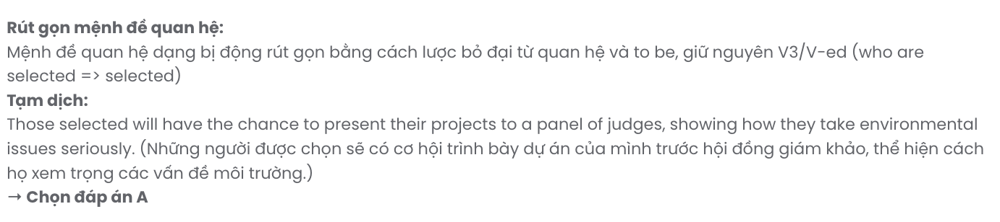 Rút gọn mệnh đề quan hệ:
Mệnh đề quan hệ dạng bị động rút gọn bằng cách lược bỏ đại từ quan hệ và to be, giữ nguyên V3/V-ed (who are
selected => selected)
Tạm dịch:
Those selected will have the chance to present their projects to a panel of judges, showing how they take environmental
issues seriously. (Những người được chọn sẽ có cơ hội trình bày dự án của mình trước hội đồng giám khảo, thể hiện cách
họ xem trọng các vấn đề môi trường.)
→ Chọn đáp án A